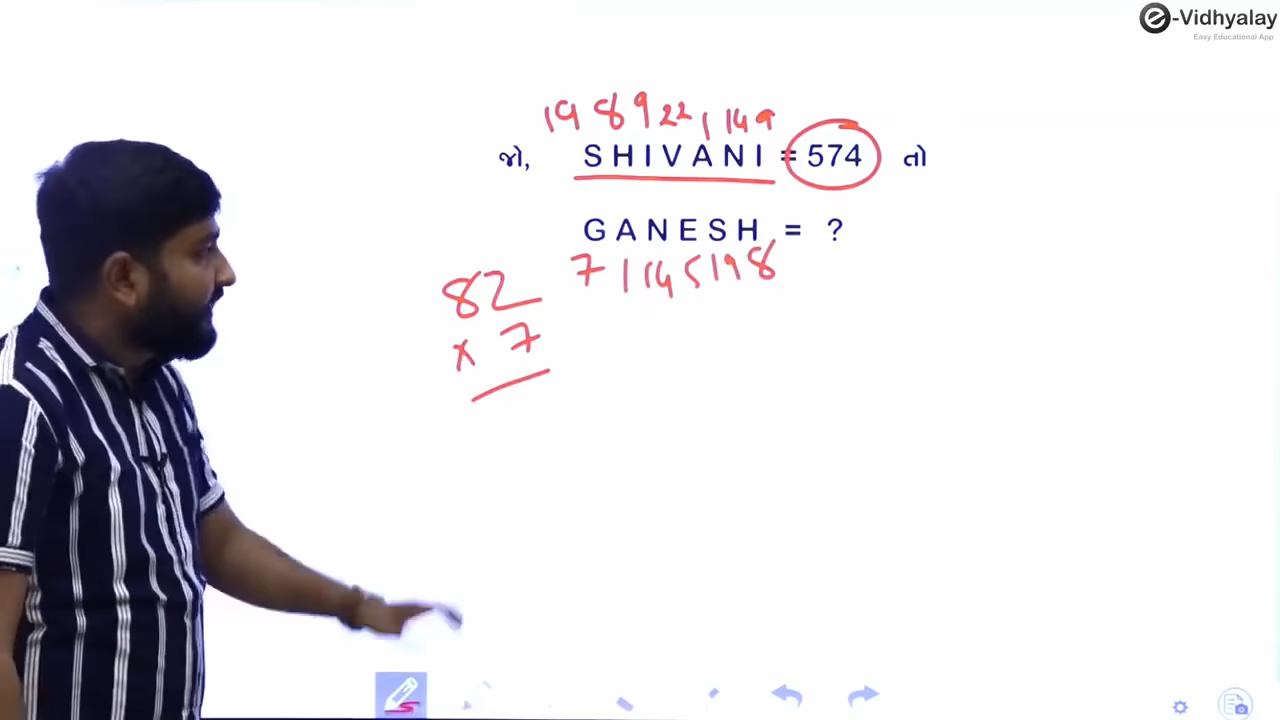 e-Vidhyalay
Easy Educational App
19 8 9 22 1 14 9
જો, SHIVANI = 574 તો
GANESH = ?
7 1 14 5 19 8
82
x 7